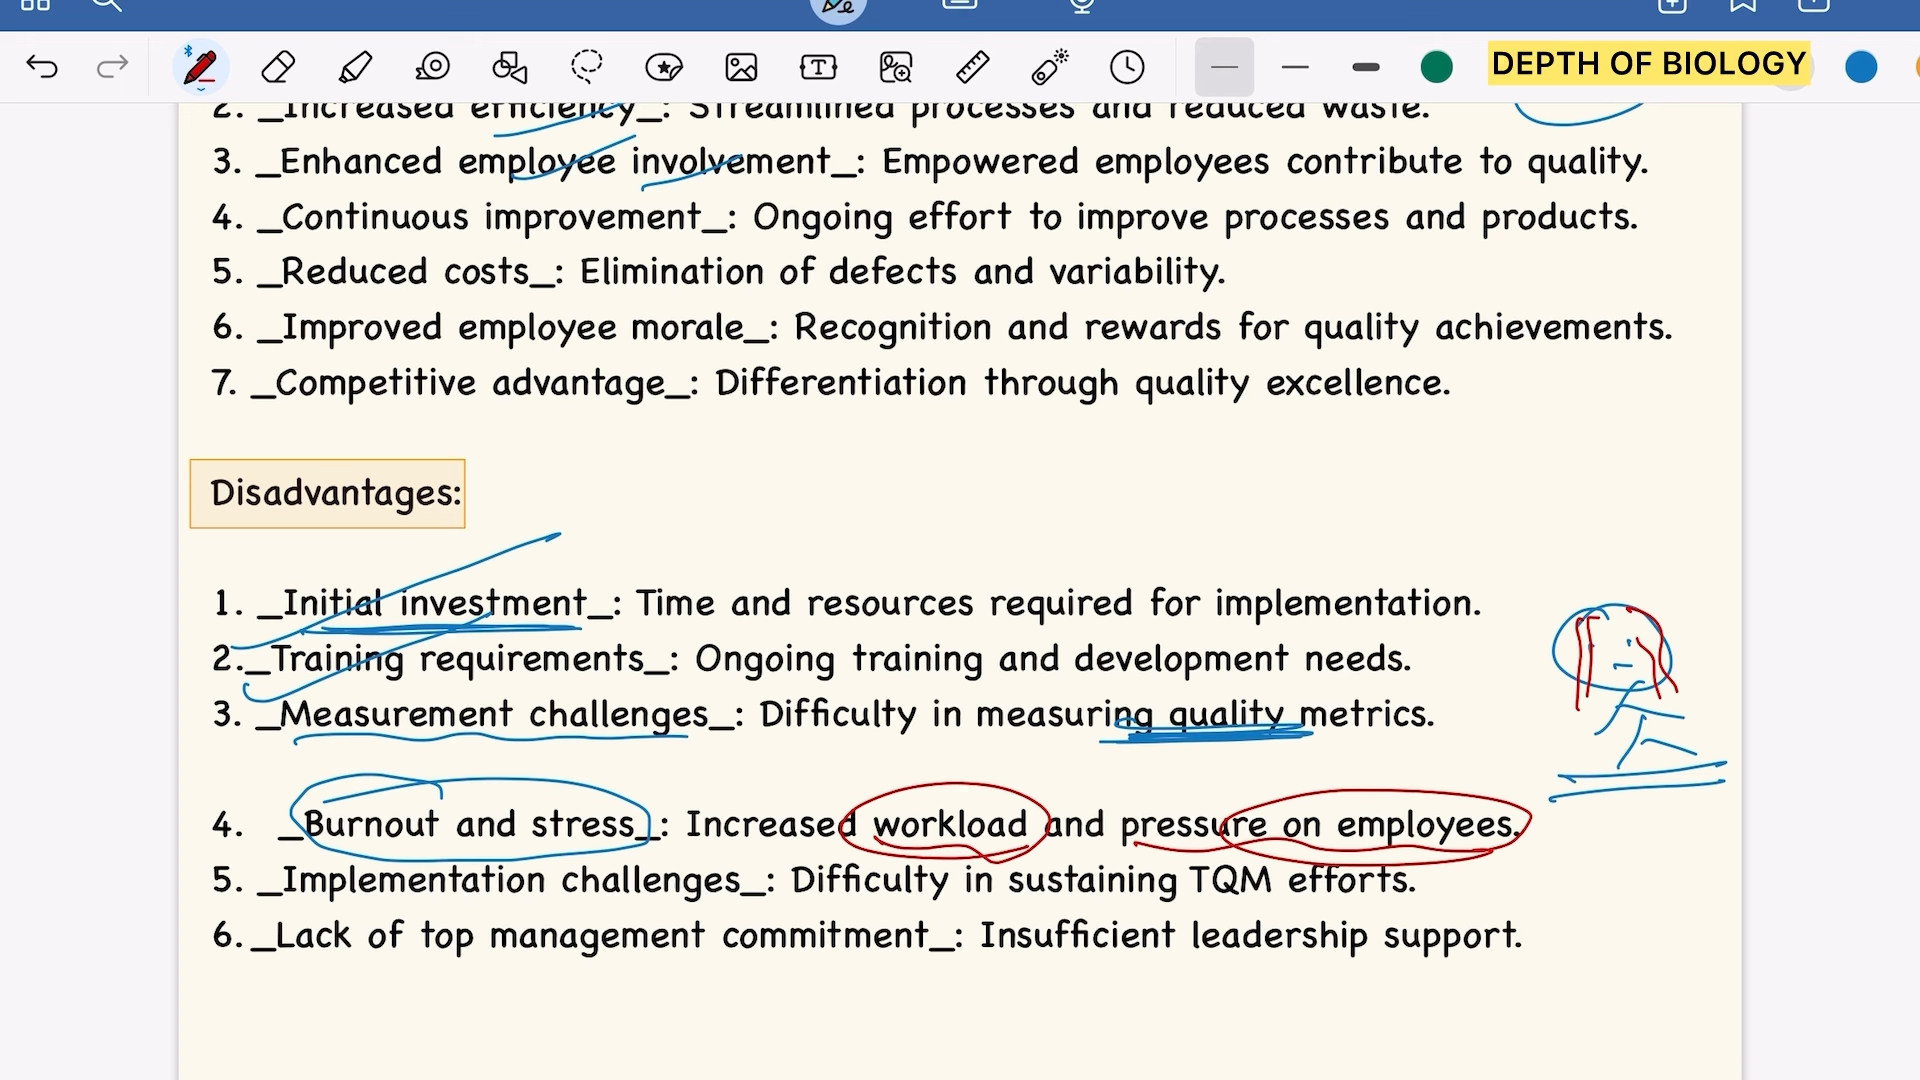 DEPTH OF BIOLOGY
2. _Increased efficiency_: Streamlined processes and reduced waste.
3. _Enhanced employee involvement_: Empowered employees contribute to quality.
4. _Continuous improvement_: Ongoing effort to improve processes and products.
5. _Reduced costs_: Elimination of defects and variability.
6. _Improved employee morale_: Recognition and rewards for quality achievements.
7. _Competitive advantage_: Differentiation through quality excellence.
Disadvantages:
1. _Initial investment_: Time and resources required for implementation.
2._Training requirements_: Ongoing training and development needs.
3. _Measurement challenges_: Difficulty in measuring quality metrics.
4. _Burnout and stress_: Increased workload and pressure on employees.
5. _Implementation challenges_: Difficulty in sustaining TQM efforts.
6._Lack of top management commitment_: Insufficient leadership support.